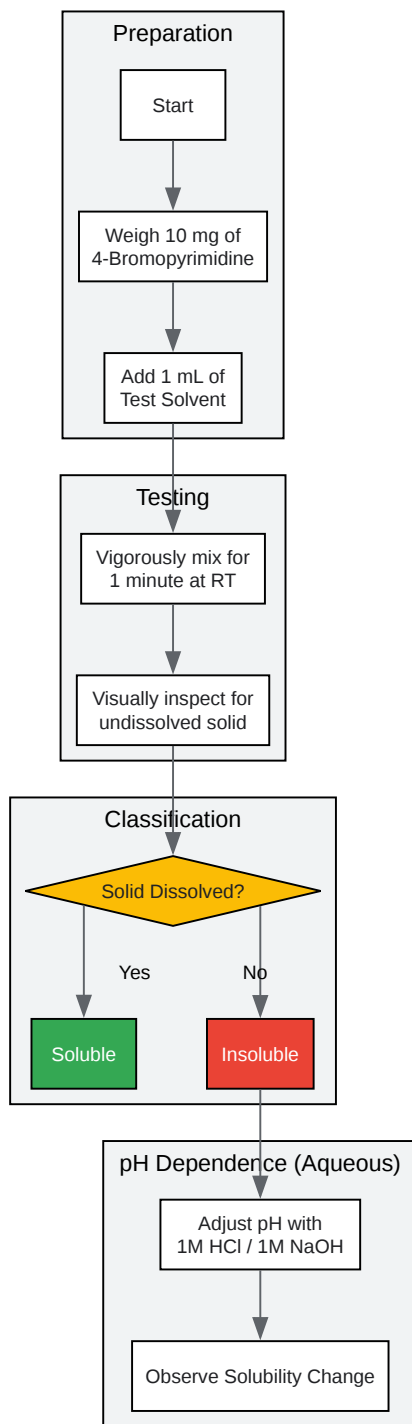 Preparation
Start
Weigh 10 mg of
4-Bromopyrimidine
Add 1 mL of
Test Solvent
Testing
Vigorously mix for
1 minute at RT
Visually inspect for
undissolved solid
Classification
Solid Dissolved?
Yes
No
Soluble
Insoluble
pH Dependence (Aqueous)
Adjust pH with
1M HCl / 1M NaOH
Observe Solubility Change